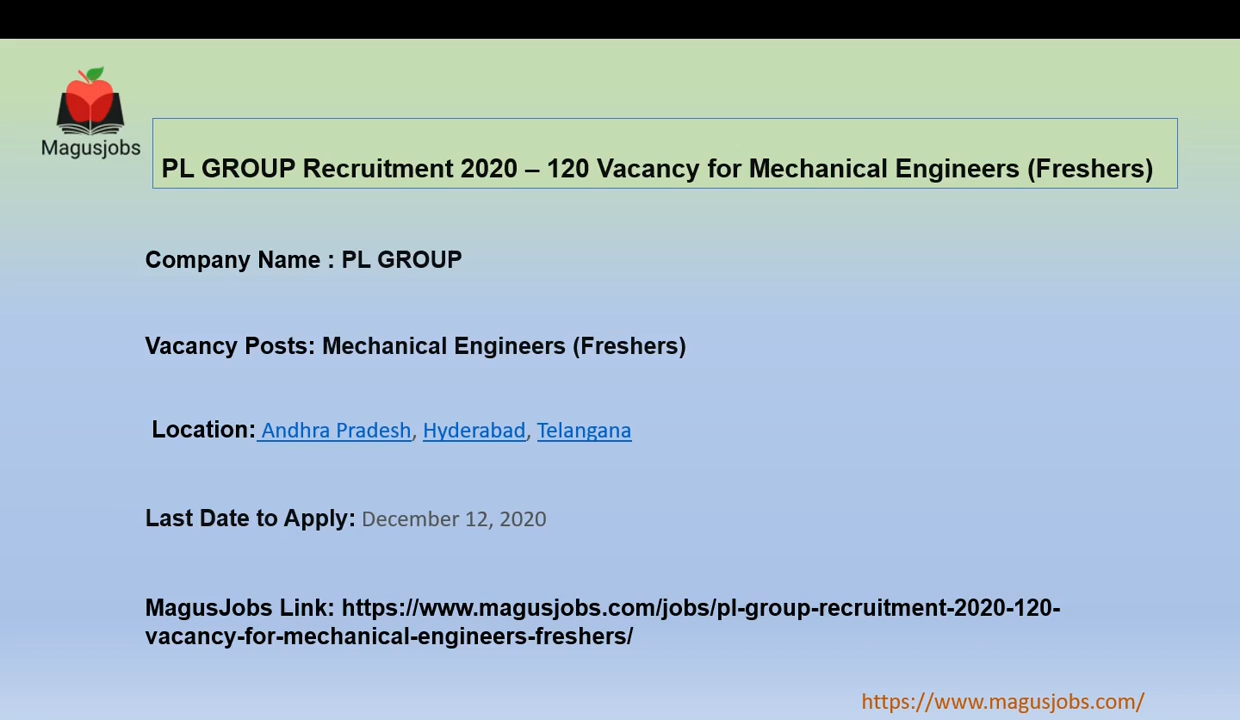 Magusjobs
PL GROUP Recruitment 2020 – 120 Vacancy for Mechanical Engineers (Freshers)
Company Name : PL GROUP
Vacancy Posts: Mechanical Engineers (Freshers)
Location: Andhra Pradesh, Hyderabad, Telangana
Last Date to Apply: December 12, 2020
MagusJobs Link: https://www.magusjobs.com/jobs/pl-group-recruitment-2020-120-
vacancy-for-mechanical-engineers-freshers/
https://www.magusjobs.com/